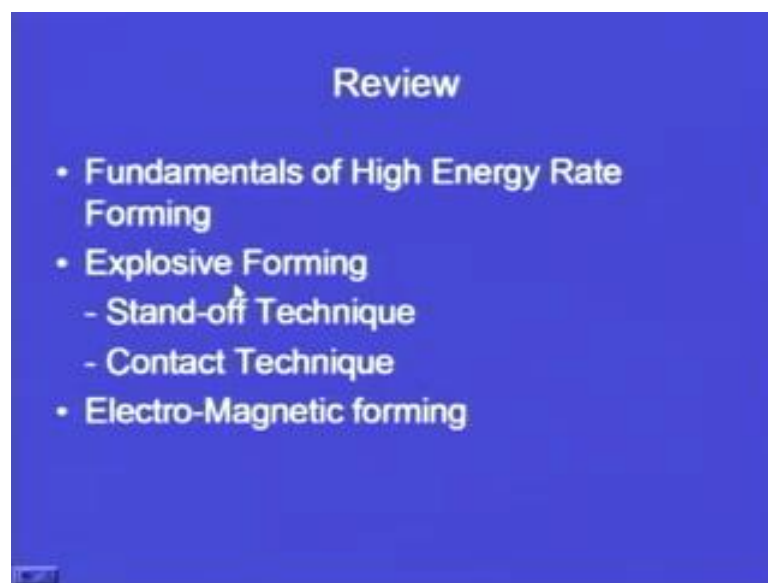 Review
• Fundamentals of High Energy Rate
Forming
• Explosive Forming
- Stand-off Technique
- Contact Technique
• Electro-Magnetic forming